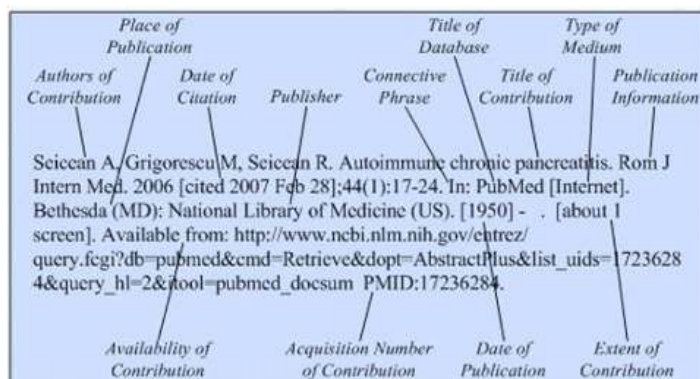 Place of
Publication
Title of
Database
Type of
Medium
Authors of
Contribution
Date of
Citation
Publisher
Connective
Phrase
Title of
Contribution
Publication
Information
Seiccan A, Grigorescu M, Seiccan R. Autoimmune chronic pancreatitis. Rom J
Intern Med. 2006 [cited 2007 Feb 28];44(1):17-24. In: PubMed [Internet].
Bethesda (MD): National Library of Medicine (US). [1950] - . [about 1
screen]. Available from: http://www.ncbi.nlm.nih.gov/entrez/
query.fcgi?db=pubmed&cmd=Retrieve&dopt=AbstractPlus&list_uids=1723628
4&query_hl=2&itool=pubmed_docsum PMID:17236284.
Availability of
Contribution
Acquisition Number
of Contribution
Date of
Publication
Extent of
Contribution